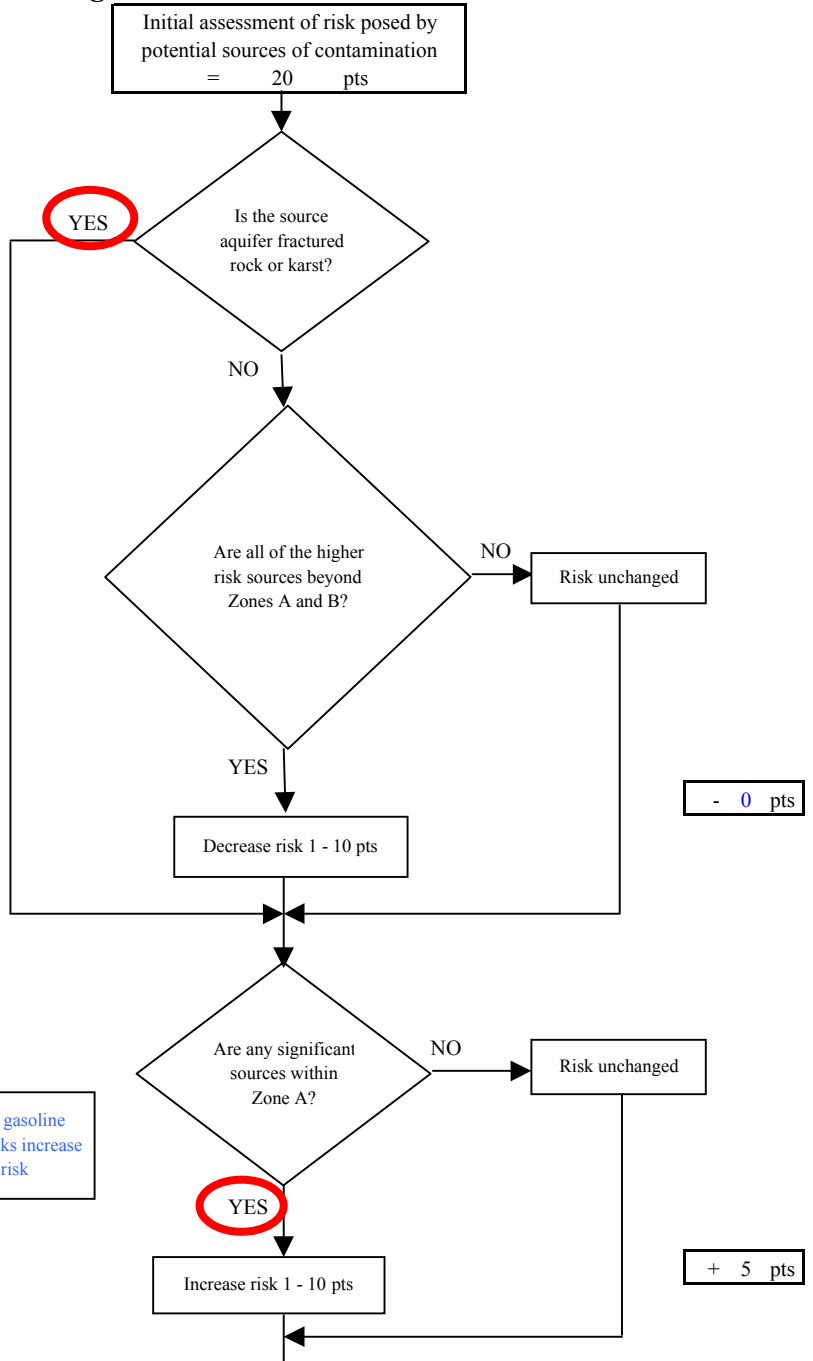 Initial assessment of risk posed by
potential sources of contamination
= 20 pts
YES
Is the source
aquifer fractured
rock or karst?
NO
Are all of the higher
risk sources beyond
Zones A and B?
NO
Risk unchanged
YES
- 0 pts
Decrease risk 1 - 10 pts
Are any significant
sources within
Zone A?
NO
Risk unchanged
gasoline
ks increase
risk
YES
Increase risk 1 - 10 pts
+ 5 pts